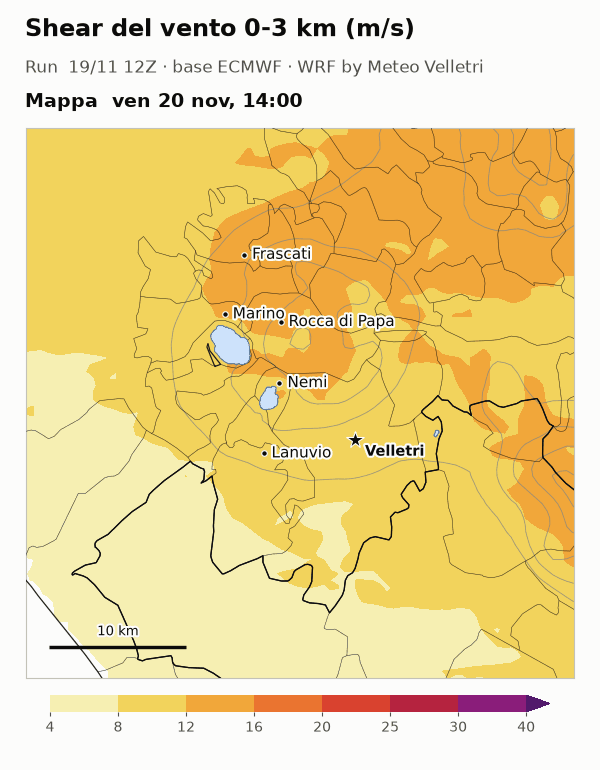 Shear del vento 0-3 km (m/s)
Run  19/11 12Z · base ECMWF · WRF by Meteo Velletri
Mappa  ven 20 nov, 14:00
Frascati
Marino
Rocca di Papa
Nemi
Velletri
Lanuvio
10 km
4 8 12 16 20 25 30 40